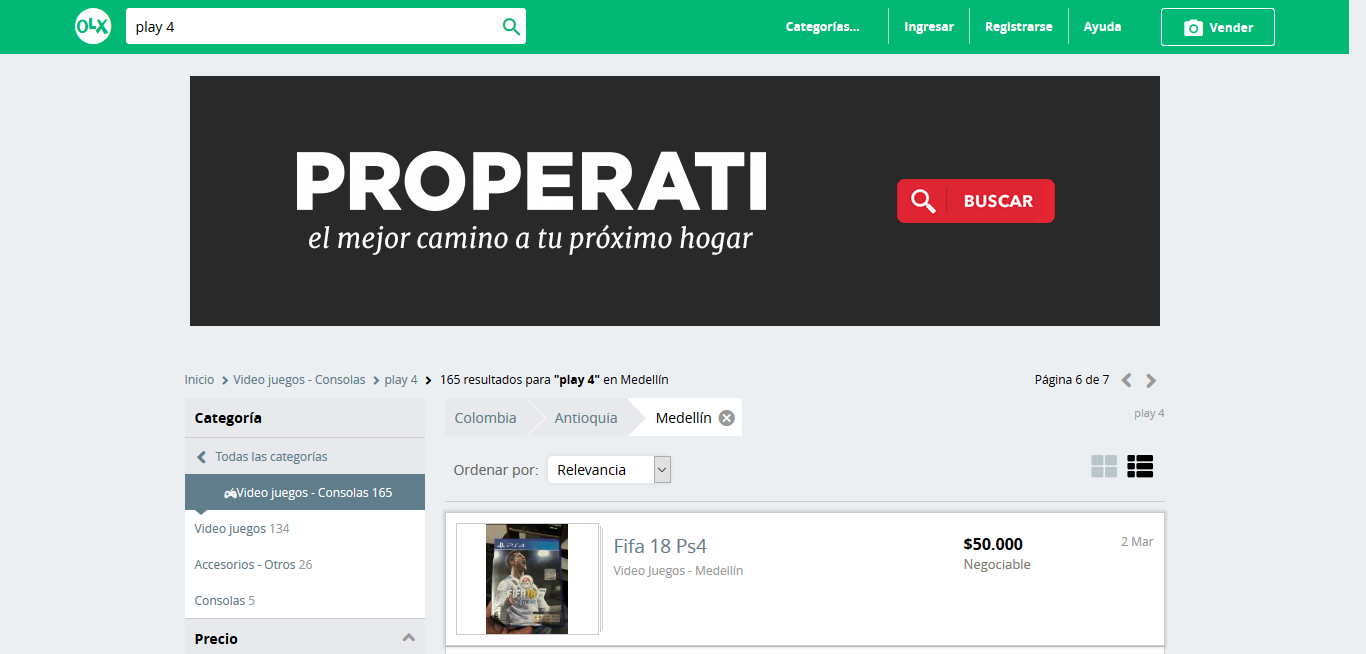 OLX
play 4
Categorías...
Ingresar
Registrarse
Ayuda
Vender
PROPERATI
el mejor camino a tu próximo hogar
BUSCAR
Inicio
Video juegos - Consolas
play 4
165 resultados para "play 4" en Medellín
Página 6 de 7
Categoría
Todas las categorías
Video juegos - Consolas 165
Video juegos 134
Accesorios - Otros 26
Consolas 5
Precio
Colombia
Antioquia
Medellín
play 4
Ordenar por:
Relevancia
PS4
FIFA 18
Fifa 18 Ps4
Video Juegos - Medellín
$50.000
Negociable
2 Mar